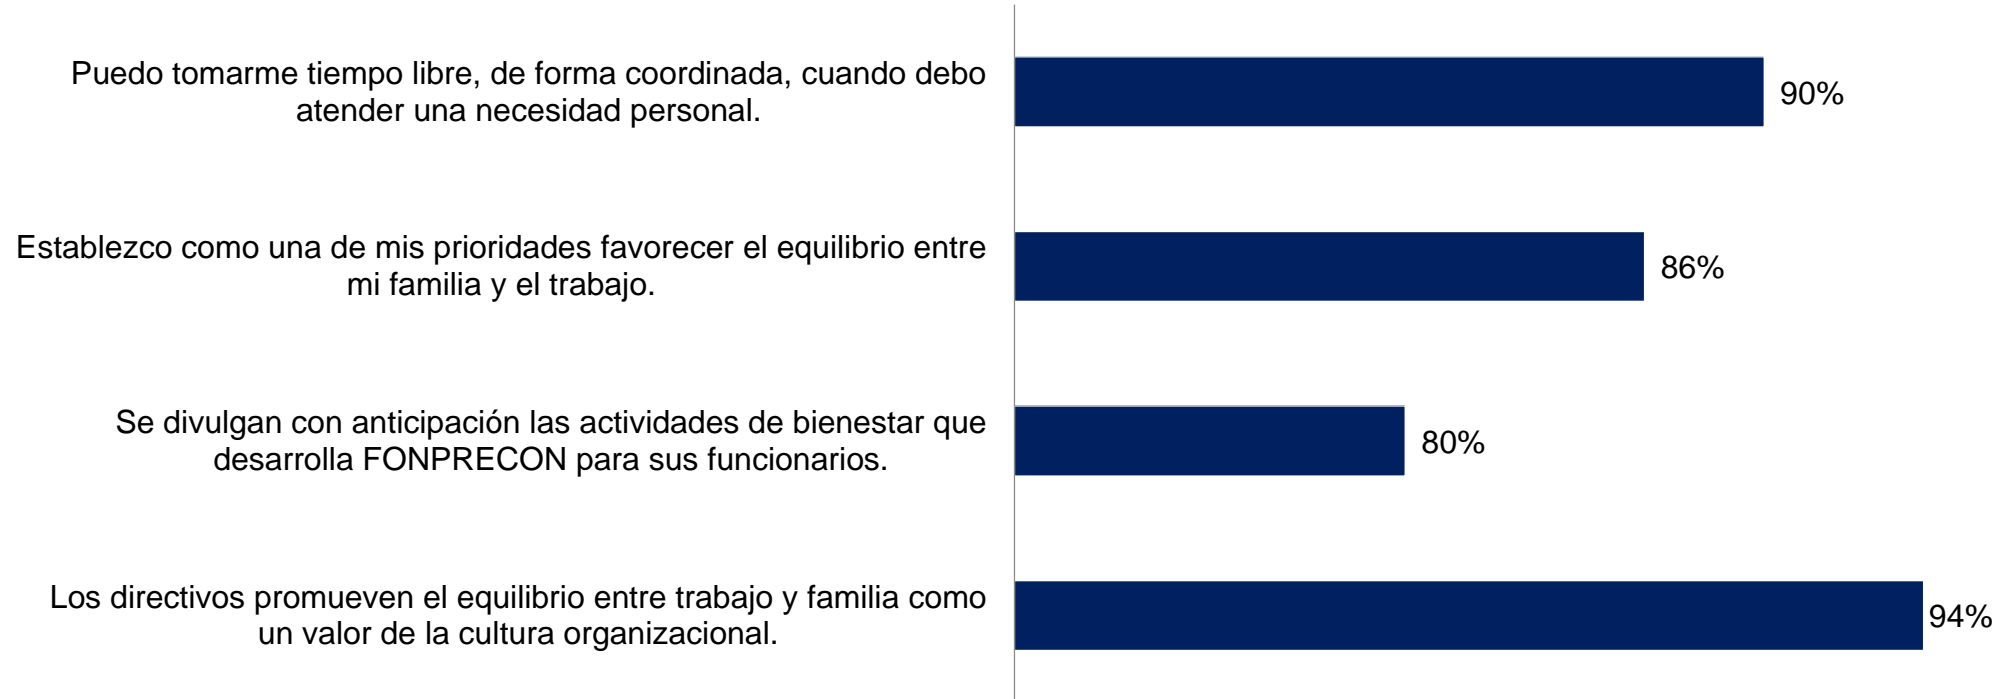 Puedo tomarme tiempo libre, de forma coordinada, cuando debo
atender una necesidad personal.
90%
Establezco como una de mis prioridades favorecer el equilibrio entre
mi familia y el trabajo.
86%
Se divulgan con anticipación las actividades de bienestar que
desarrolla FONPRECON para sus funcionarios.
80%
Los directivos promueven el equilibrio entre trabajo y familia como
un valor de la cultura organizacional.
94%